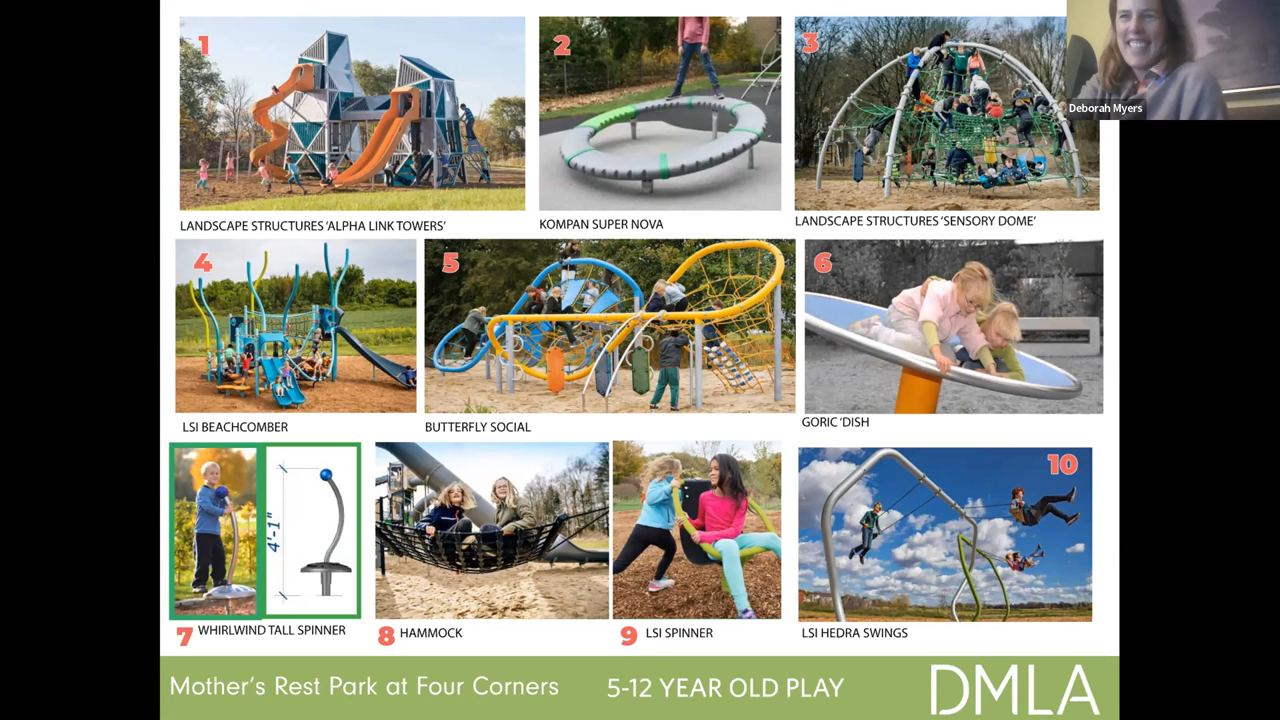 1
2
3
Deborah Myers
LANDSCAPE STRUCTURES 'ALPHA LINK TOWERS'
KOMPAN SUPER NOVA
LANDSCAPE STRUCTURES 'SENSORY DOME'
4
5
6
LSI BEACHCOMBER
BUTTERFLY SOCIAL
GORIC 'DISH
4'-1"
10
7 WHIRLWIND TALL SPINNER
8 HAMMOCK
9 LSI SPINNER
LSI HEDRA SWINGS
Mother's Rest Park at Four Corners
5-12 YEAR OLD PLAY
DMLA